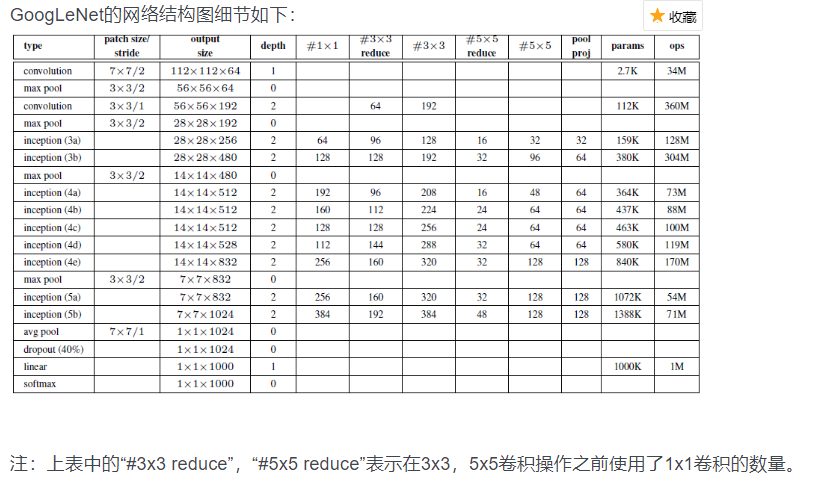 GoogLeNet的网络结构图细节如下：
收藏
type patch size/ stride output size depth #1×1 #3×3 reduce #3×3 #5×5 reduce #5×5 pool proj params ops
convolution 7×7/2 112×112×64 1 2.7K 34M
max pool 3×3/2 56×56×64 0
convolution 3×3/1 56×56×192 2 64 192 112K 360M
max pool 3×3/2 28×28×192 0
inception (3a) 28×28×256 2 64 96 128 16 32 32 159K 128M
inception (3b) 28×28×480 2 128 128 192 32 96 64 380K 304M
max pool 3×3/2 14×14×480 0
inception (4a) 14×14×512 2 192 96 208 16 48 64 364K 73M
inception (4b) 14×14×512 2 160 112 224 24 64 64 437K 88M
inception (4c) 14×14×512 2 128 128 256 24 64 64 463K 100M
inception (4d) 14×14×528 2 112 144 288 32 64 64 580K 119M
inception (4e) 14×14×832 2 256 160 320 32 128 128 840K 170M
max pool 3×3/2 7×7×832 0
inception (5a) 7×7×832 2 256 160 320 32 128 128 1072K 54M
inception (5b) 7×7×1024 2 384 192 384 48 128 128 1388K 71M
avg pool 7×7/1 1×1×1024 0
dropout (40%) 1×1×1024 0
linear 1×1×1000 1 1000K 1M
softmax 1×1×1000 0
注：上表中的“#3x3 reduce”，“#5x5 reduce”表示在3x3，5x5卷积操作之前使用了1x1卷积的数量。